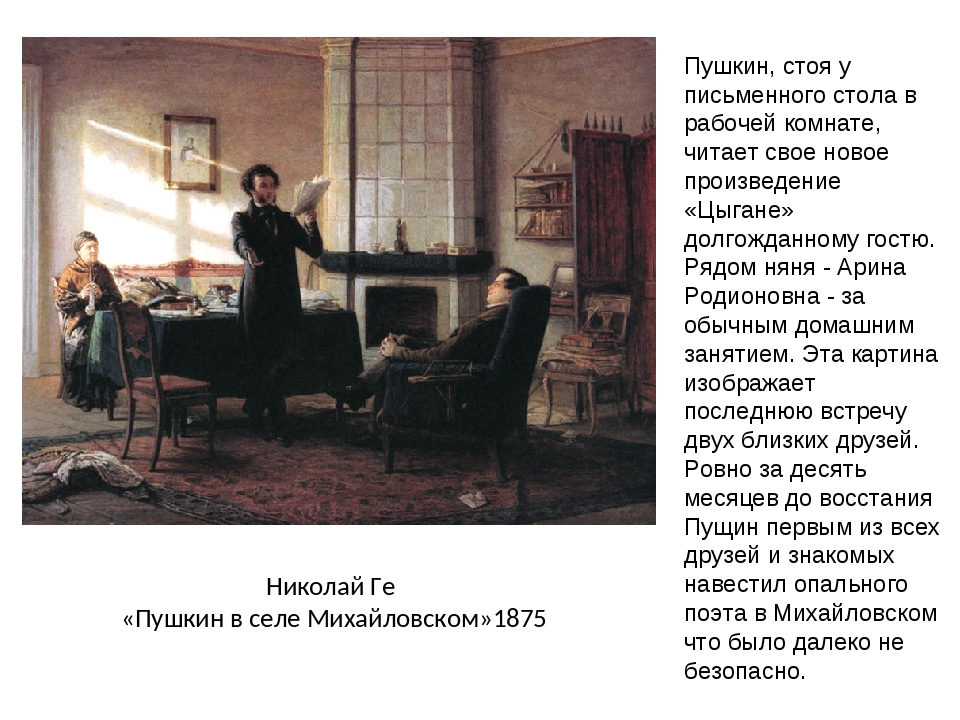 Пушкин, стоя у
письменного стола в
рабочей комнате,
читает свое новое
произведение
«Цыгане»
долгожданному гостю.
Рядом няня - Арина
Родионовна - за
обычным домашним
занятием. Эта картина
изображает
последнюю встречу
двух близких друзей.
Ровно за десять
месяцев до восстания
Пущин первым из всех
друзей и знакомых
навестил опального
поэта в Михайловском
что было далеко не
безопасно.
Николай Ге
«Пушкин в селе Михайловском»1875